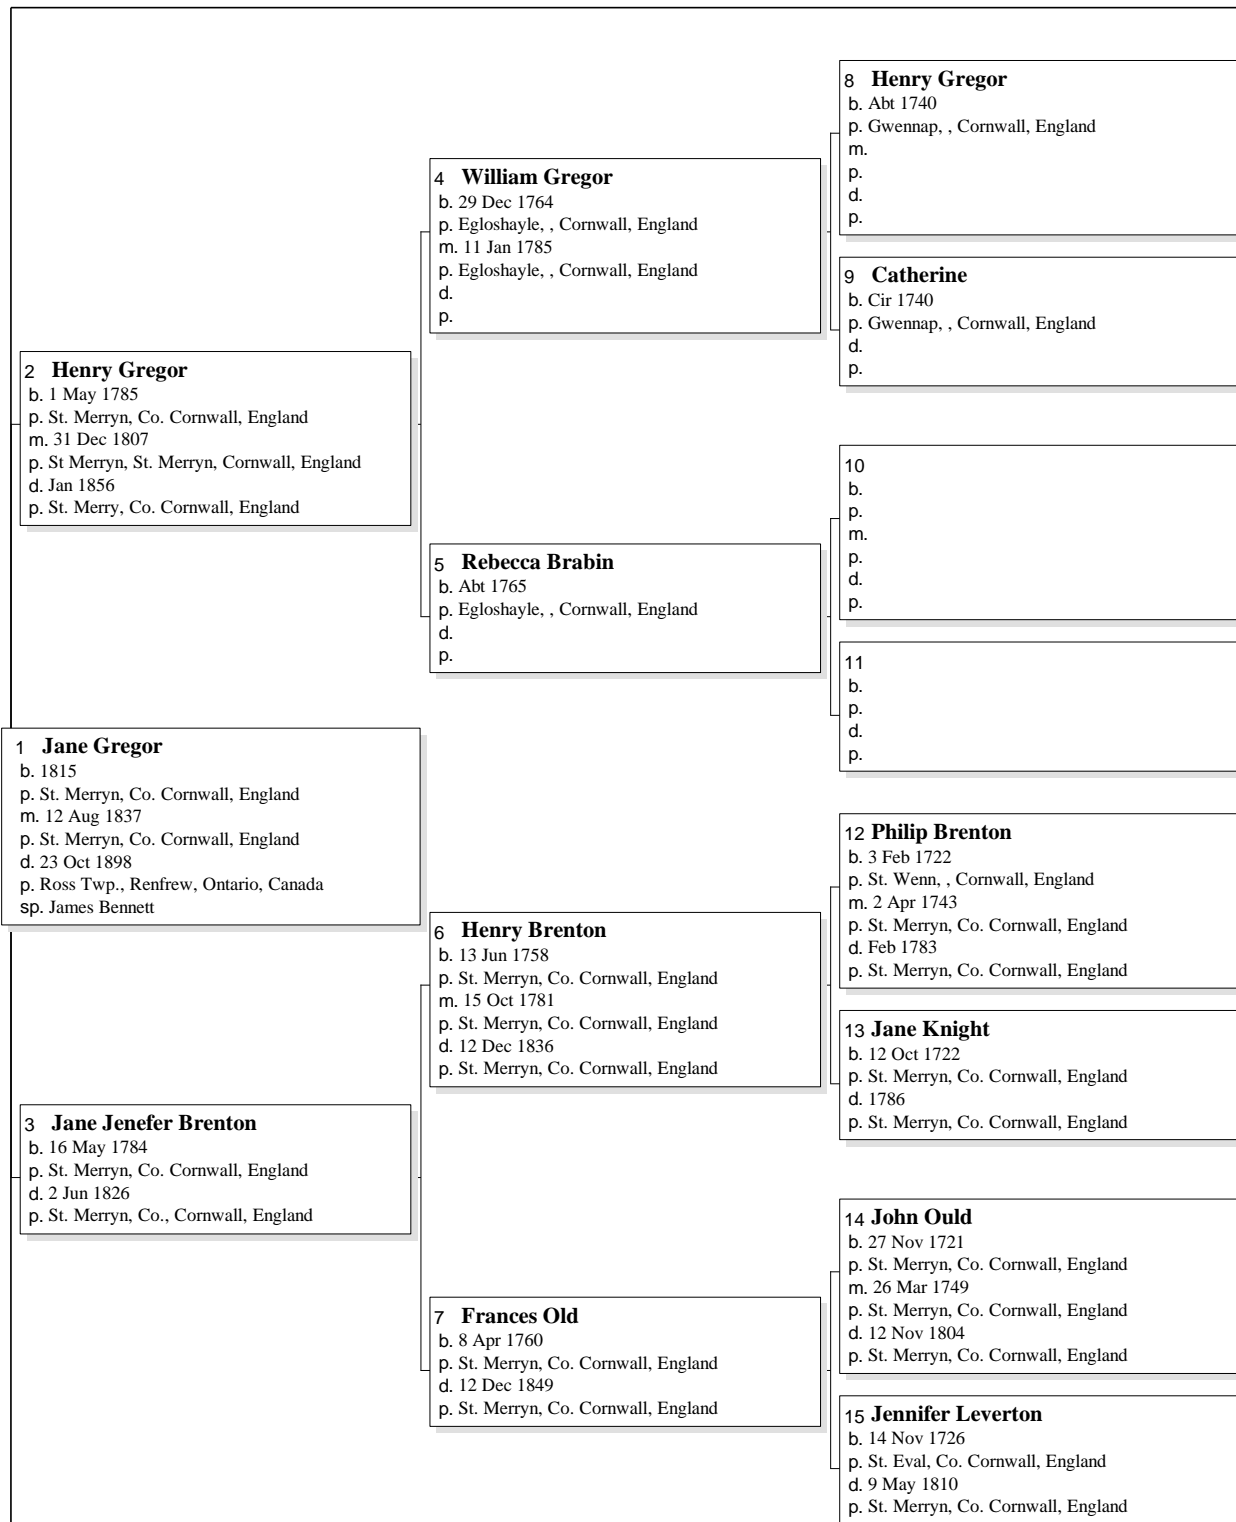 8 Henry Gregor
b. Abt 1740
p. Gwennap, , Cornwall, England
m.
p.
d.
p.
4 William Gregor
b. 29 Dec 1764
p. Egloshayle, , Cornwall, England
m. 11 Jan 1785
p. Egloshayle, , Cornwall, England
d.
p.
9 Catherine
b. Cir 1740
p. Gwennap, , Cornwall, England
d.
p.
2 Henry Gregor
b. 1 May 1785
p. St. Merryn, Co. Cornwall, England
m. 31 Dec 1807
p. St Merryn, St. Merryn, Cornwall, England
d. Jan 1856
p. St. Merry, Co. Cornwall, England
10
b.
p.
m.
p.
d.
p.
5 Rebecca Brabin
b. Abt 1765
p. Egloshayle, , Cornwall, England
d.
p.
11
b.
p.
d.
p.
1 Jane Gregor
b. 1815
p. St. Merryn, Co. Cornwall, England
m. 12 Aug 1837
p. St. Merryn, Co. Cornwall, England
d. 23 Oct 1898
p. Ross Twp., Renfrew, Ontario, Canada
sp. James Bennett
12 Philip Brenton
b. 3 Feb 1722
p. St. Wenn, , Cornwall, England
m. 2 Apr 1743
p. St. Merryn, Co. Cornwall, England
d. Feb 1783
p. St. Merryn, Co. Cornwall, England
6 Henry Brenton
b. 13 Jun 1758
p. St. Merryn, Co. Cornwall, England
m. 15 Oct 1781
p. St. Merryn, Co. Cornwall, England
d. 12 Dec 1836
p. St. Merryn, Co. Cornwall, England
13 Jane Knight
b. 12 Oct 1722
p. St. Merryn, Co. Cornwall, England
d. 1786
p. St. Merryn, Co. Cornwall, England
3 Jane Jenefer Brenton
b. 16 May 1784
p. St. Merryn, Co. Cornwall, England
d. 2 Jun 1826
p. St. Merryn, Co., Cornwall, England
14 John Ould
b. 27 Nov 1721
p. St. Merryn, Co. Cornwall, England
m. 26 Mar 1749
p. St. Merryn, Co. Cornwall, England
d. 12 Nov 1804
p. St. Merryn, Co. Cornwall, England
7 Frances Old
b. 8 Apr 1760
p. St. Merryn, Co. Cornwall, England
d. 12 Dec 1849
p. St. Merryn, Co. Cornwall, England
15 Jennifer Leverton
b. 14 Nov 1726
p. St. Eval, Co. Cornwall, England
d. 9 May 1810
p. St. Merryn, Co. Cornwall, England